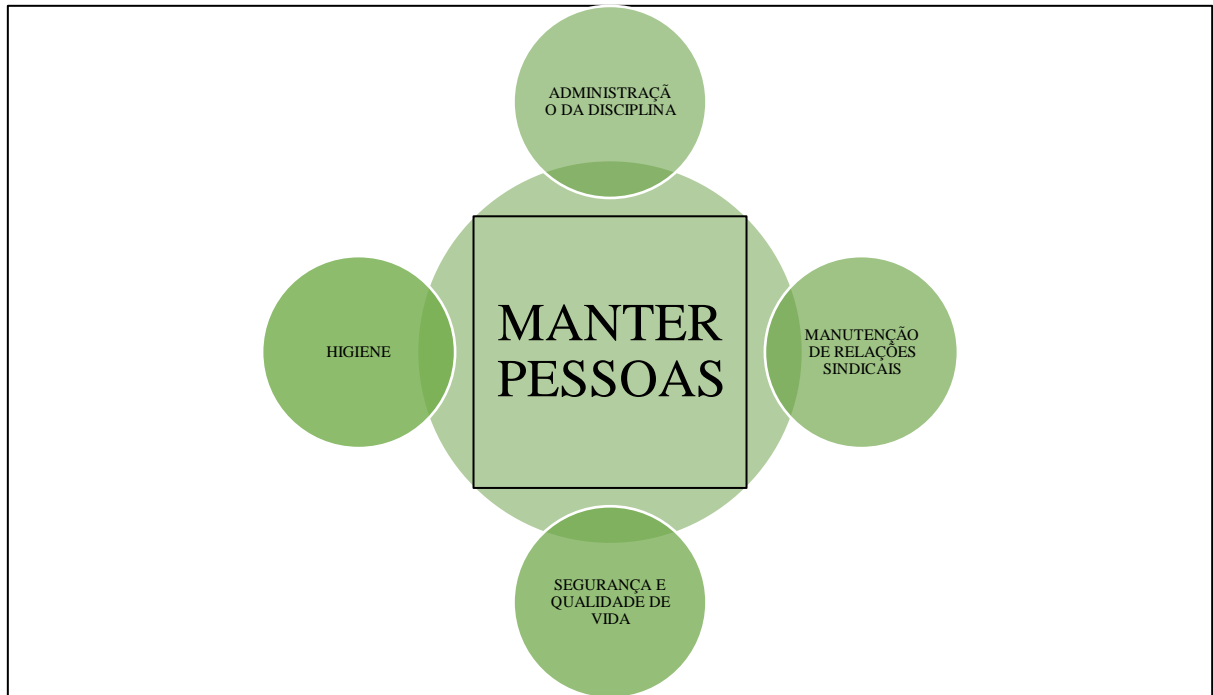 ADMINISTRAÇÃ
O DA DISCIPLINA
MANTER
PESSOAS
HIGIENE
MANUTENÇÃO
DE RELAÇÕES
SINDICAIS
SEGURANÇA E
QUALIDADE DE
VIDA